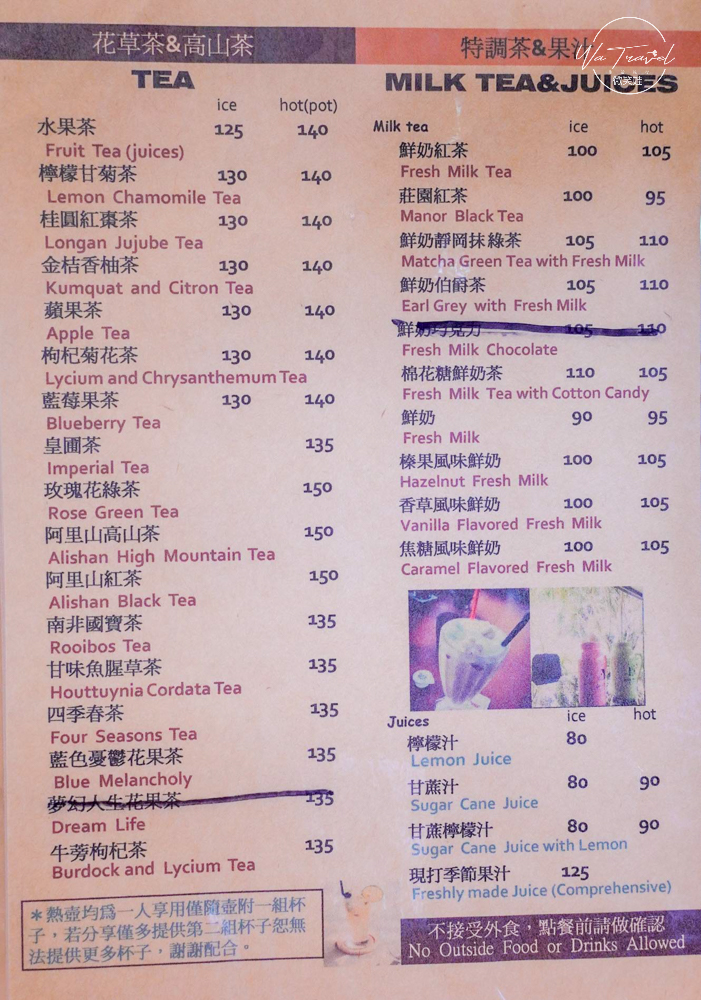 花草茶&高山茶
TEA
ice hot(pot)
水果茶 125 140
Fruit Tea (juices)
檸檬甘菊茶 130 140
Lemon Chamomile Tea
桂圓紅棗茶 130 140
Longan Jujube Tea
金桔香柚茶 130 140
Kumquat and Citron Tea
蘋果茶 130 140
Apple Tea
枸杞菊花茶 130 140
Lycium and Chrysanthemum Tea
藍莓果茶 130 140
Blueberry Tea
皇圃茶 135
Imperial Tea
玫瑰花綠茶 150
Rose Green Tea
阿里山高山茶 150
Alishan High Mountain Tea
阿里山紅茶 150
Alishan Black Tea
南非國寶茶 135
Rooibos Tea
甘味魚腥草茶 135
Houttuynia Cordata Tea
四季春茶 135
Four Seasons Tea
藍色憂鬱花果茶 135
Blue Melancholy
夢幻人生花果茶 135
Dream Life
牛蒡枸杞茶 135
Burdock and Lycium Tea
＊熱壺均爲一人享用僅隨壺附一組杯
子，若分享僅多提供第二組杯子恕無
法提供更多杯子，謝謝配合。
特調茶&果汁
Wa Travel
微笑娃
MILK TEA&JUICES
Milk tea ice hot
鮮奶紅茶 100 105
Fresh Milk Tea
莊園紅茶 100 95
Manor Black Tea
鮮奶靜岡抹綠茶 105 110
Matcha Green Tea with Fresh Milk
鮮奶伯爵茶 105 110
Earl Grey with Fresh Milk
鮮奶巧克力 105 110
Fresh Milk Chocolate
棉花糖鮮奶茶 110 105
Fresh Milk Tea with Cotton Candy
鮮奶 90 95
Fresh Milk
榛果風味鮮奶 100 105
Hazelnut Fresh Milk
香草風味鮮奶 100 105
Vanilla Flavored Fresh Milk
焦糖風味鮮奶 100 105
Caramel Flavored Fresh Milk
Juices ice hot
檸檬汁 80
Lemon Juice
甘蔗汁 80 90
Sugar Cane Juice
甘蔗檸檬汁 80 90
Sugar Cane Juice with Lemon
現打季節果汁 125
Freshly made Juice (Comprehensive)
不接受外食，點餐前請做確認
No Outside Food or Drinks Allowed